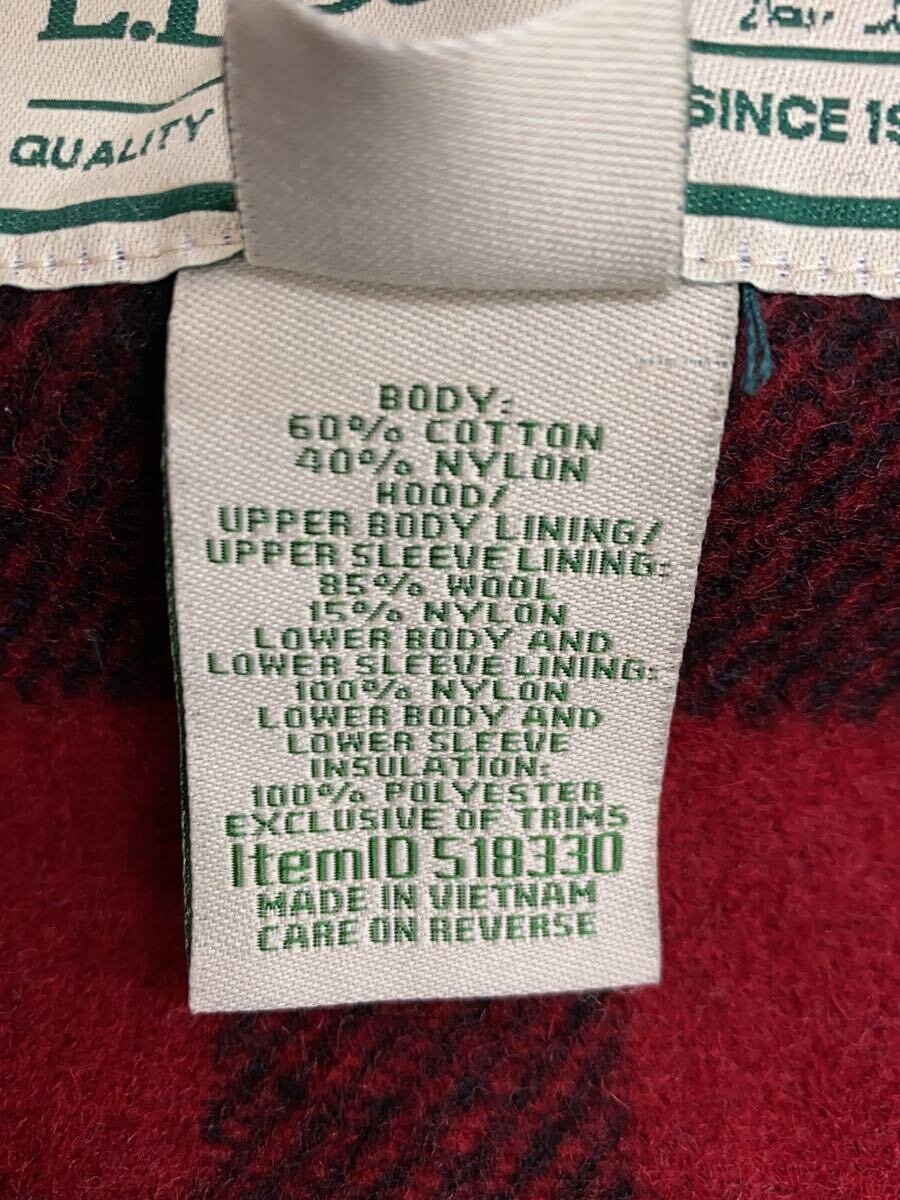 QUALITY
SINCE 19
BODY:
60% COTTON
40% NYLON
HOOD/
UPPER BODY LINING/
UPPER SLEEVE LINING:
85% WOOL
15% NYLON
LOWER BODY AND
LOWER SLEEVE LINING:
100% NYLON
LOWER BODY AND
LOWER SLEEVE
INSULATION:
100% POLYESTER
EXCLUSIVE OF TRIMS
ItemID 518330
MADE IN VIETNAM
CARE ON REVERSE